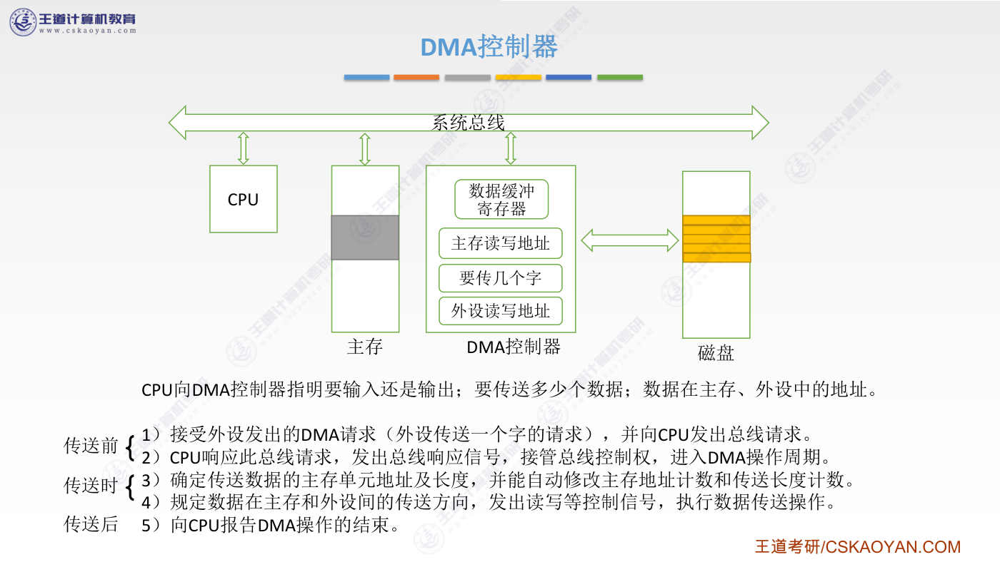 王道计算机教育
www.cskaoyan.com
DMA控制器
系统总线
CPU
数据缓冲
寄存器
主存读写地址
要传几个字
外设读写地址
主存
DMA控制器
磁盘
CPU向DMA控制器指明要输入还是输出；要传送多少个数据；数据在主存、外设中的地址。
传送前
1）接受外设发出的DMA请求（外设传送一个字的请求），并向CPU发出总线请求。
2）CPU响应此总线请求，发出总线响应信号，接管总线控制权，进入DMA操作周期。
传送时
3）确定传送数据的主存单元地址及长度，并能自动修改主存地址计数和传送长度计数。
4）规定数据在主存和外设间的传送方向，发出读写等控制信号，执行数据传送操作。
传送后
5）向CPU报告DMA操作的结束。
王道考研/CSKAOYAN.COM